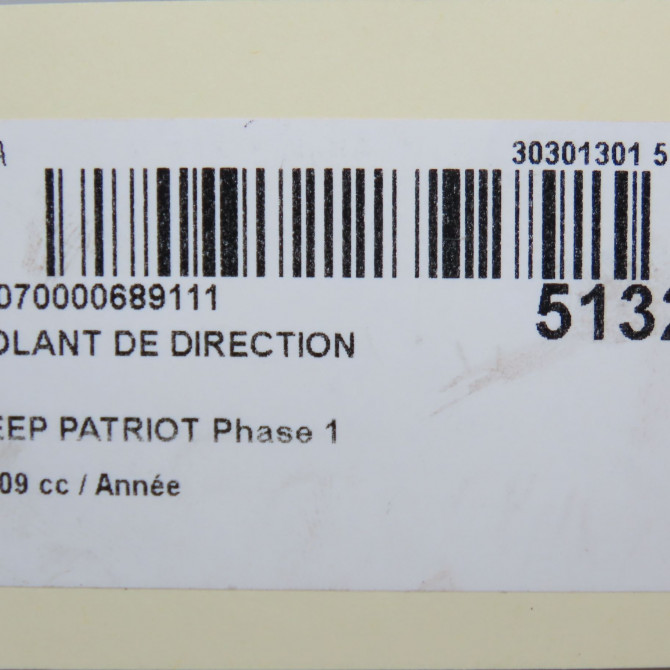 30301301 5
070000689111
5132
OLANT DE DIRECTION
EEP PATRIOT Phase 1
09 cc / Année